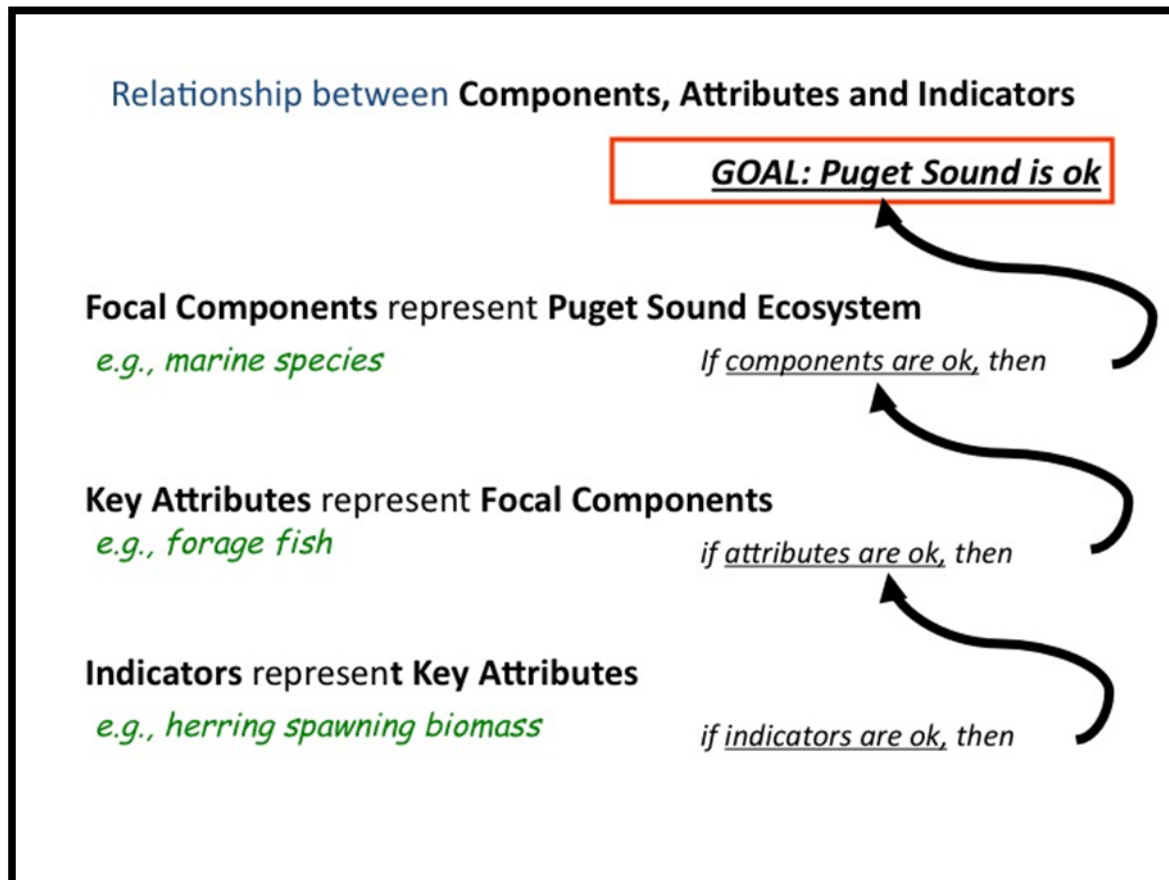 Relationship between Components, Attributes and Indicators
GOAL: Puget Sound is ok
Focal Components represent Puget Sound Ecosystem
e.g., marine species
If components are ok, then
Key Attributes represent Focal Components
e.g., forage fish
if attributes are ok, then
Indicators represent Key Attributes
e.g., herring spawning biomass
if indicators are ok, then